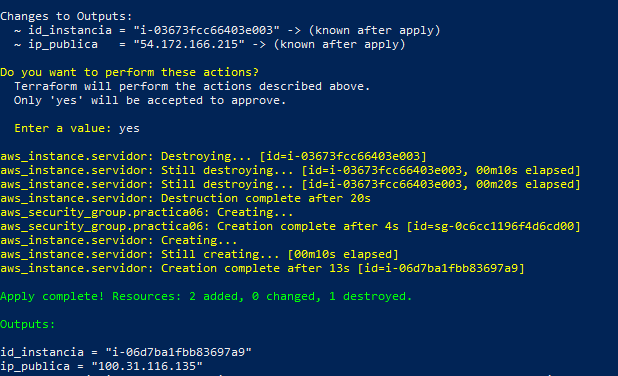 Changes to Outputs:
  ~ id_instancia = "i-03673fcc66403e003" -> (known after apply)
  ~ ip_publica   = "54.172.166.215" -> (known after apply)
Do you want to perform these actions?
  Terraform will perform the actions described above.
  Only 'yes' will be accepted to approve.
  Enter a value: yes
aws_instance.servidor: Destroying... [id=i-03673fcc66403e003]
aws_instance.servidor: Still destroying... [id=i-03673fcc66403e003, 00m10s elapsed]
aws_instance.servidor: Still destroying... [id=i-03673fcc66403e003, 00m20s elapsed]
aws_instance.servidor: Destruction complete after 20s
aws_security_group.practica06: Creating...
aws_security_group.practica06: Creation complete after 4s [id=sg-0c6cc1196f4d6cd00]
aws_instance.servidor: Creating...
aws_instance.servidor: Still creating... [00m10s elapsed]
aws_instance.servidor: Creation complete after 13s [id=i-06d7ba1fbb83697a9]
Apply complete! Resources: 2 added, 0 changed, 1 destroyed.
Outputs:
id_instancia = "i-06d7ba1fbb83697a9"
ip_publica = "100.31.116.135"